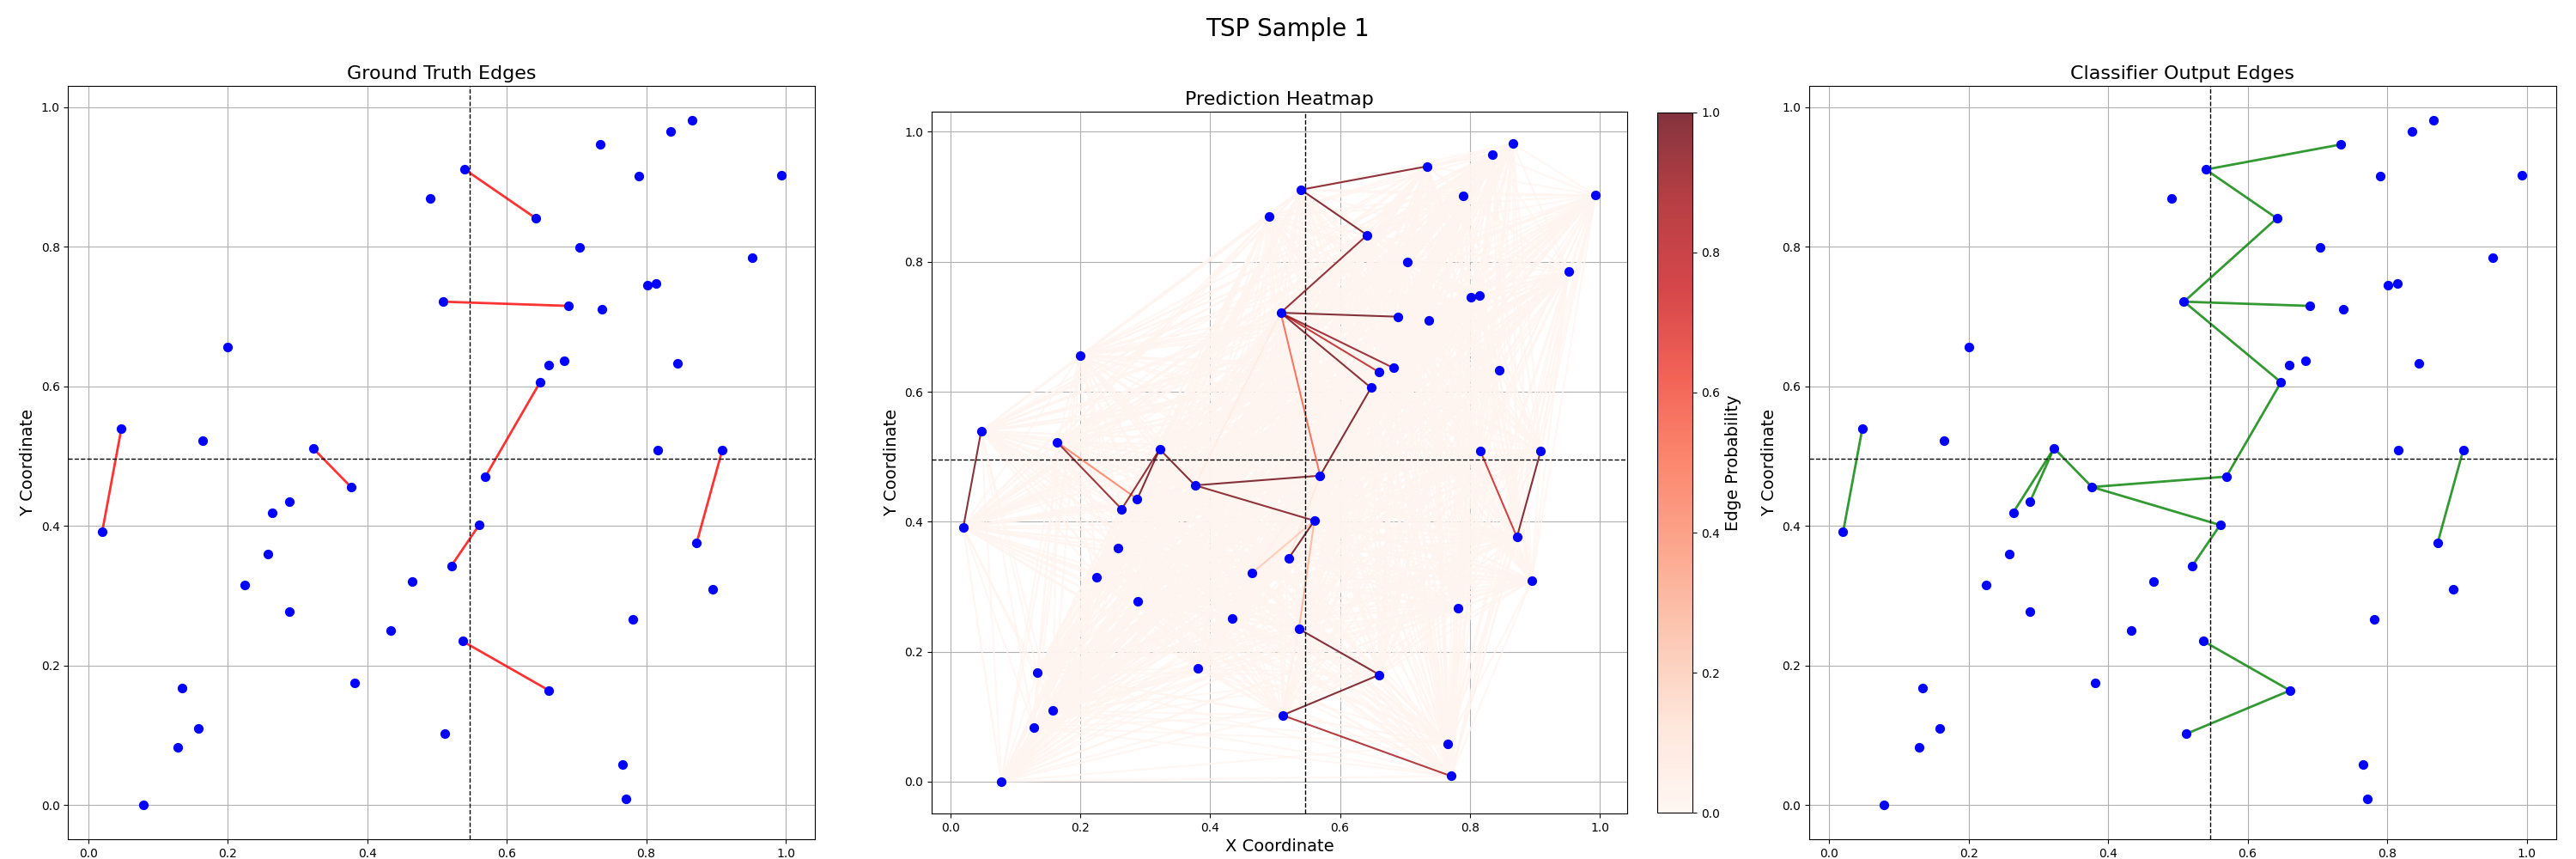 TSP Sample 1
Ground Truth Edges
Y Coordinate
1.0
0.8
0.6
0.4
0.2
0.0
0.0 0.2 0.4 0.6 0.8 1.0
Prediction Heatmap
Y Coordinate
1.0
0.8
0.6
0.4
0.2
0.0
0.0 0.2 0.4 0.6 0.8 1.0
X Coordinate
1.0
0.8
0.6
0.4
0.2
0.0
Edge Probability
Classifier Output Edges
Y Coordinate
1.0
0.8
0.6
0.4
0.2
0.0
0.0 0.2 0.4 0.6 0.8 1.0